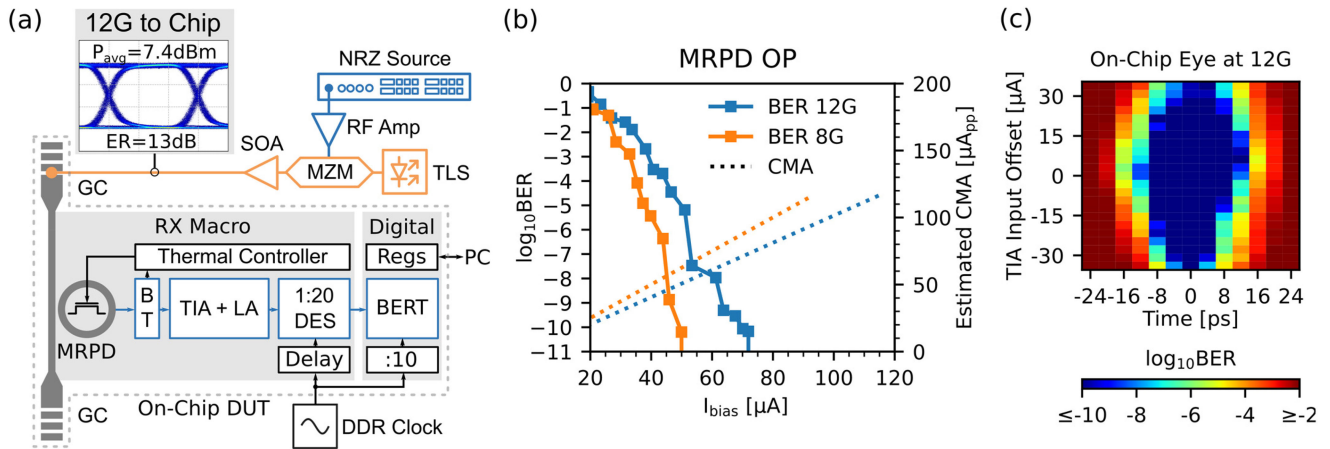 (a)
12G to Chip
P_avg=7.4dBm
ER=13dB
NRZ Source
RF Amp
SOA
MZM
TLS
GC
RX Macro
Digital
Thermal Controller
Regs
PC
B
T
TIA + LA
1:20
DES
BERT
MRPD
Delay
:10
GC
On-Chip DUT
DDR Clock
(b)
MRPD OP
BER 12G
BER 8G
CMA
log₁₀BER
0
−1
−2
−3
−4
−5
−6
−7
−8
−9
−10
−11
20 40 60 80 100 120
I_bias [μA]
200
150
100
50
0
Estimated CMA [μA_pp]
(c)
On-Chip Eye at 12G
TIA Input Offset [μA]
30
15
0
-15
-30
-24 -16 -8 0 8 16 24
Time [ps]
log₁₀BER
≤-10 -8 -6 -4 ≥-2